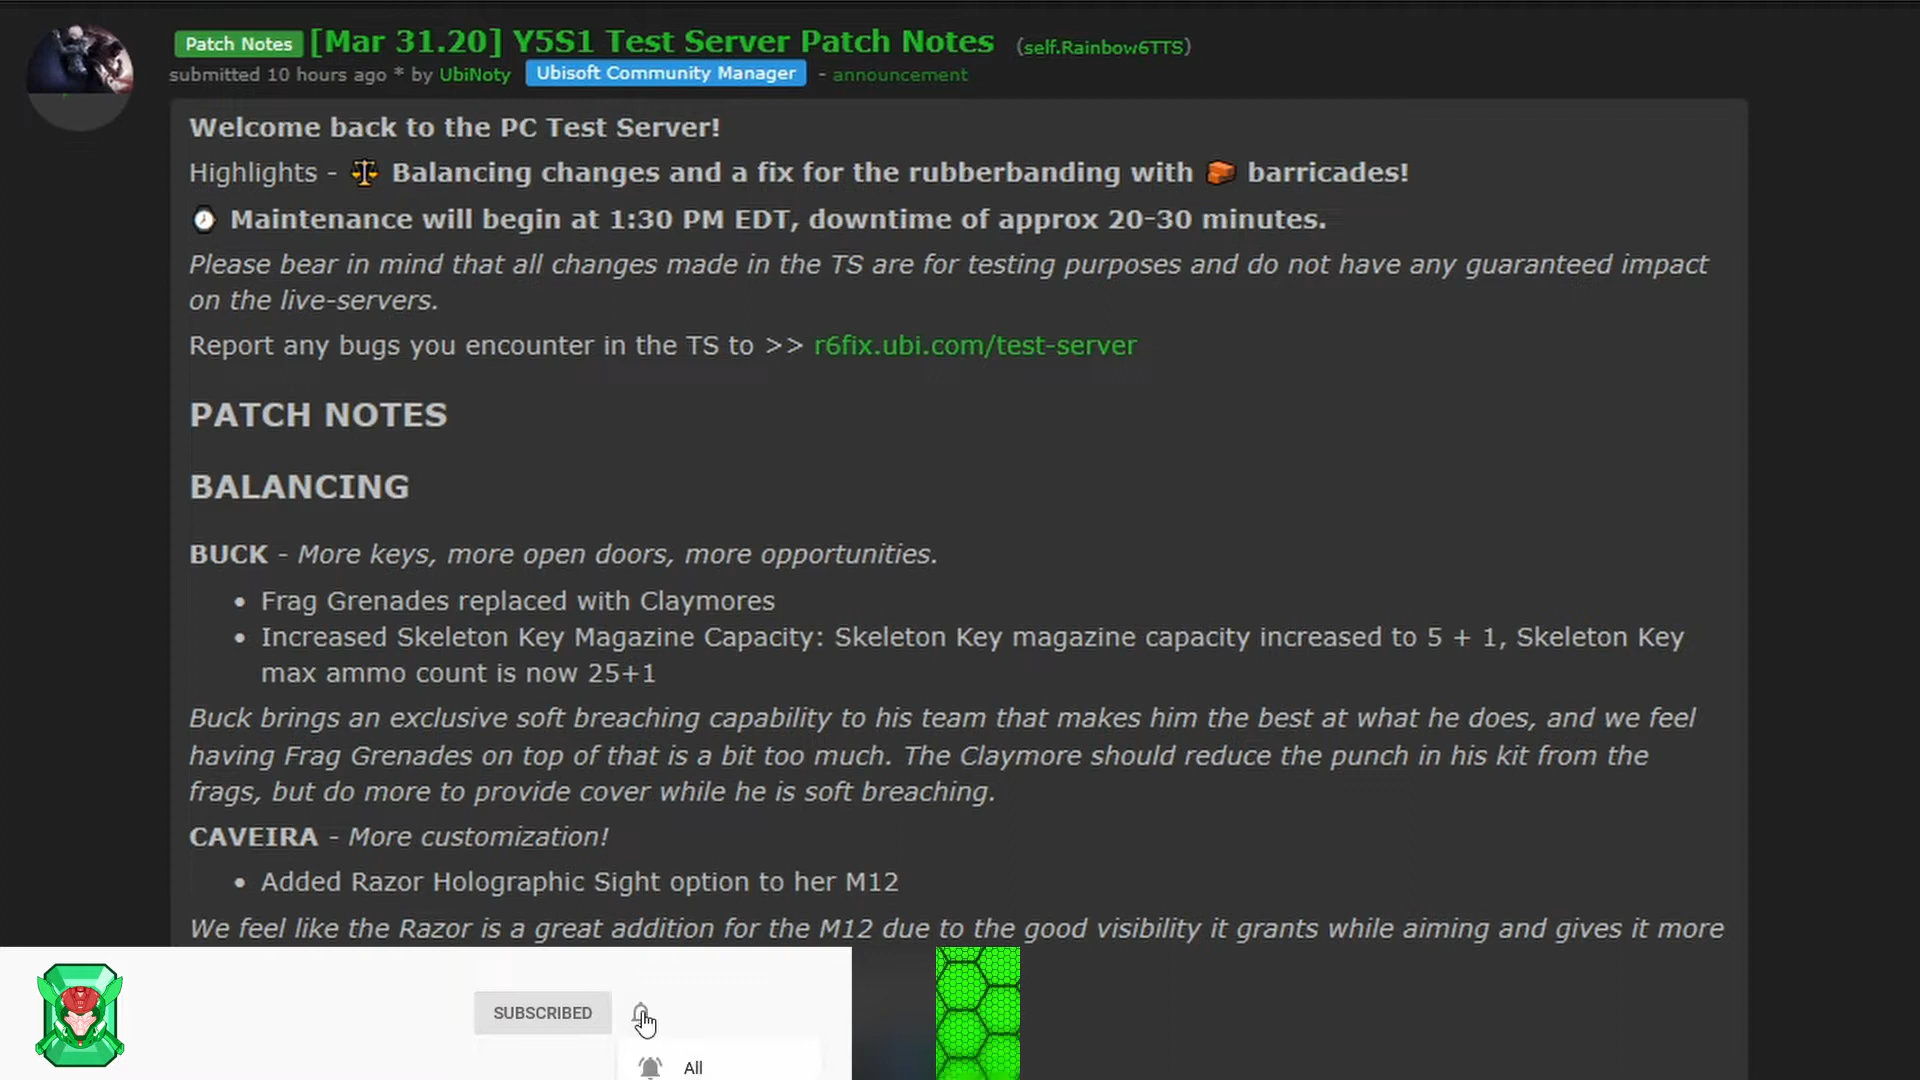 Patch Notes [Mar 31.20] Y5S1 Test Server Patch Notes (self.Rainbow6TTS)
submitted 10 hours ago * by UbiNoty Ubisoft Community Manager - announcement
Welcome back to the PC Test Server!
Highlights - ⚖ Balancing changes and a fix for the rubberbanding with 🧱 barricades!
⌚ Maintenance will begin at 1:30 PM EDT, downtime of approx 20-30 minutes.
Please bear in mind that all changes made in the TS are for testing purposes and do not have any guaranteed impact
on the live-servers.
Report any bugs you encounter in the TS to >> r6fix.ubi.com/test-server
PATCH NOTES
BALANCING
BUCK - More keys, more open doors, more opportunities.
• Frag Grenades replaced with Claymores
• Increased Skeleton Key Magazine Capacity: Skeleton Key magazine capacity increased to 5 + 1, Skeleton Key
max ammo count is now 25+1
Buck brings an exclusive soft breaching capability to his team that makes him the best at what he does, and we feel
having Frag Grenades on top of that is a bit too much. The Claymore should reduce the punch in his kit from the
frags, but do more to provide cover while he is soft breaching.
CAVEIRA - More customization!
• Added Razor Holographic Sight option to her M12
We feel like the Razor is a great addition for the M12 due to the good visibility it grants while aiming and gives it more
SUBSCRIBED
All